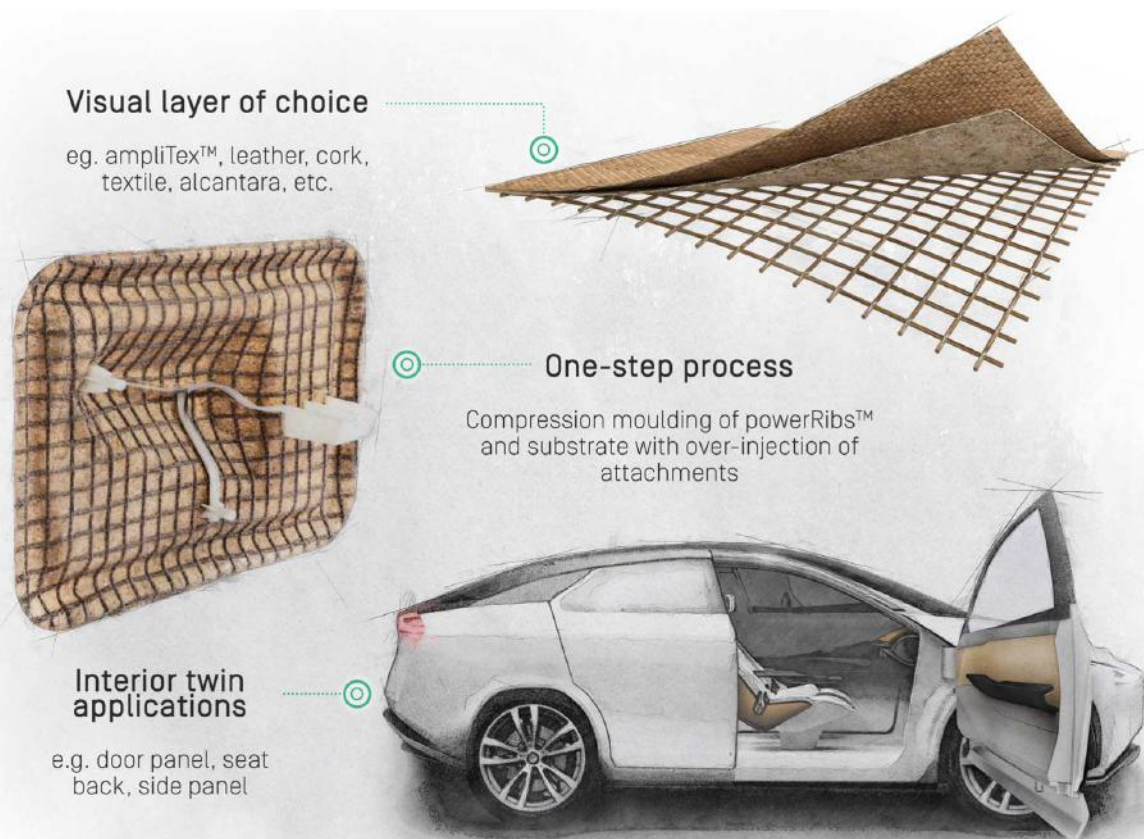 Visual layer of choice
eg. ampliTex™, leather, cork,
textile, alcantara, etc.
One-step process
Compression moulding of powerRibs™
and substrate with over-injection of
attachments
Interior twin
applications
e.g. door panel, seat
back, side panel